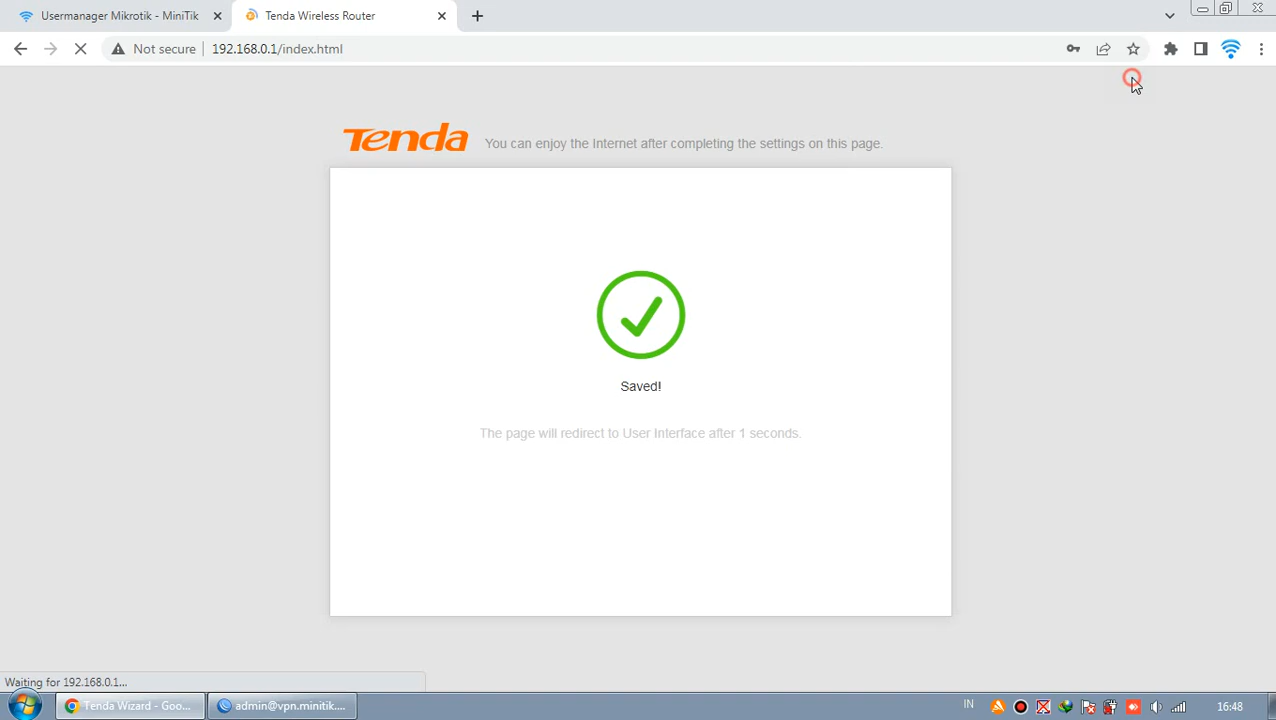 Usermanager Mikrotik - MiniTik
Tenda Wireless Router
Not secure
192.168.0.1/index.html
Tenda
You can enjoy the Internet after completing the settings on this page.
Saved!
The page will redirect to User Interface after 1 seconds.
Waiting for 192.168.0.1...
Tenda Wizard - Goo...
admin@vpn.minitik....
IN
16:48